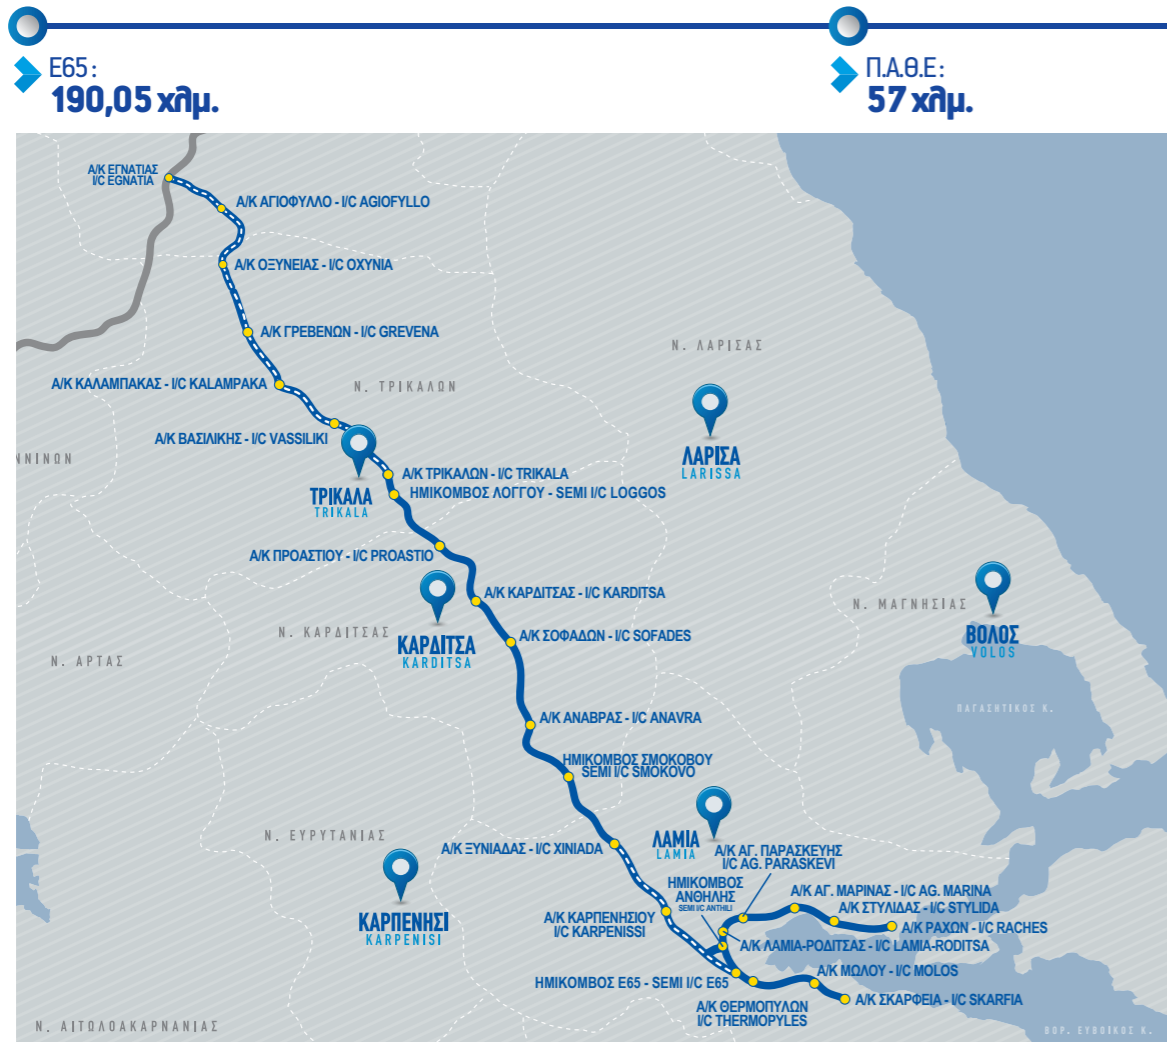 Ε65:
190,05 χλμ.
Π.Α.Θ.Ε:
57 χλμ.
Α/Κ ΕΓΝΑΤΙΑΣ
I/C EGNATIA
Α/Κ ΑΓΙΟΦΥΛΛΟ - I/C AGIOFYLLO
Α/Κ ΟΞΥΝΕΙΑΣ - I/C OXYNIA
Α/Κ ΓΡΕΒΕΝΩΝ - I/C GREVENA
Ν. ΛΑΡΙΣΑΣ
Α/Κ ΚΑΛΑΜΠΑΚΑΣ - I/C KALAMPAKA
Ν. ΤΡΙΚΑΛΩΝ
Α/Κ ΒΑΣΙΛΙΚΗΣ - I/C VASSILIKI
ΝΝΙΝΩΝ
ΛΑΡΙΣΑ
LARISSA
Α/Κ ΤΡΙΚΑΛΩΝ - I/C TRIKALA
ΗΜΙΚΟΜΒΟΣ ΛΟΓΓΟΥ - SEMI I/C LOGGOS
ΤΡΙΚΑΛΑ
TRIKALA
Α/Κ ΠΡΟΑΣΤΙΟΥ - I/C PROASTIO
Α/Κ ΚΑΡΔΙΤΣΑΣ - I/C KARDITSA
Ν. ΜΑΓΝΗΣΙΑΣ
Ν. ΚΑΡΔΙΤΣΑΣ
Α/Κ ΣΟΦΑΔΩΝ - I/C SOFADES
ΚΑΡΔΙΤΣΑ
KARDITSA
ΒΟΛΟΣ
VOLOS
Ν. ΑΡΤΑΣ
ΠΑΓΑΣΗΤΙΚΟΣ Κ.
Α/Κ ΑΝΑΒΡΑΣ - I/C ANAVRA
ΗΜΙΚΟΜΒΟΣ ΣΜΟΚΟΒΟΥ
SEMI I/C SMOKOVO
Ν. ΕΥΡΥΤΑΝΙΑΣ
Α/Κ ΞΥΝΙΑΔΑΣ - I/C XINIADA
ΛΑΜΙΑ
LAMIA
Α/Κ ΑΓ. ΠΑΡΑΣΚΕΥΗΣ
I/C AG. PARASKEVI
ΗΜΙΚΟΜΒΟΣ
ΑΝΘΗΛΗΣ
SEMI I/C ANTHILI
Α/Κ ΑΓ. ΜΑΡΙΝΑΣ - I/C AG. MARINA
Α/Κ ΣΤΥΛΙΔΑΣ - I/C STYLIDA
Α/Κ ΡΑΧΩΝ - I/C RACHES
ΚΑΡΠΕΝΗΣΙ
KARPENISI
Α/Κ ΚΑΡΠΕΝΗΣΙΟΥ
I/C KARPENISSI
Α/Κ ΛΑΜΙΑ-ΡΟΔΙΤΣΑΣ - I/C LAMIA-RODITSA
Α/Κ ΜΩΛΟΥ - I/C MOLOS
ΗΜΙΚΟΜΒΟΣ Ε65 - SEMI I/C E65
Α/Κ ΣΚΑΡΦΕΙΑ - I/C SKARFIA
Α/Κ ΘΕΡΜΟΠΥΛΩΝ
I/C THERMOPYLES
Ν. ΑΙΤΩΛΟΑΚΑΡΝΑΝΙΑΣ
ΒΟΡ. ΕΥΒΟΪΚΟΣ Κ.